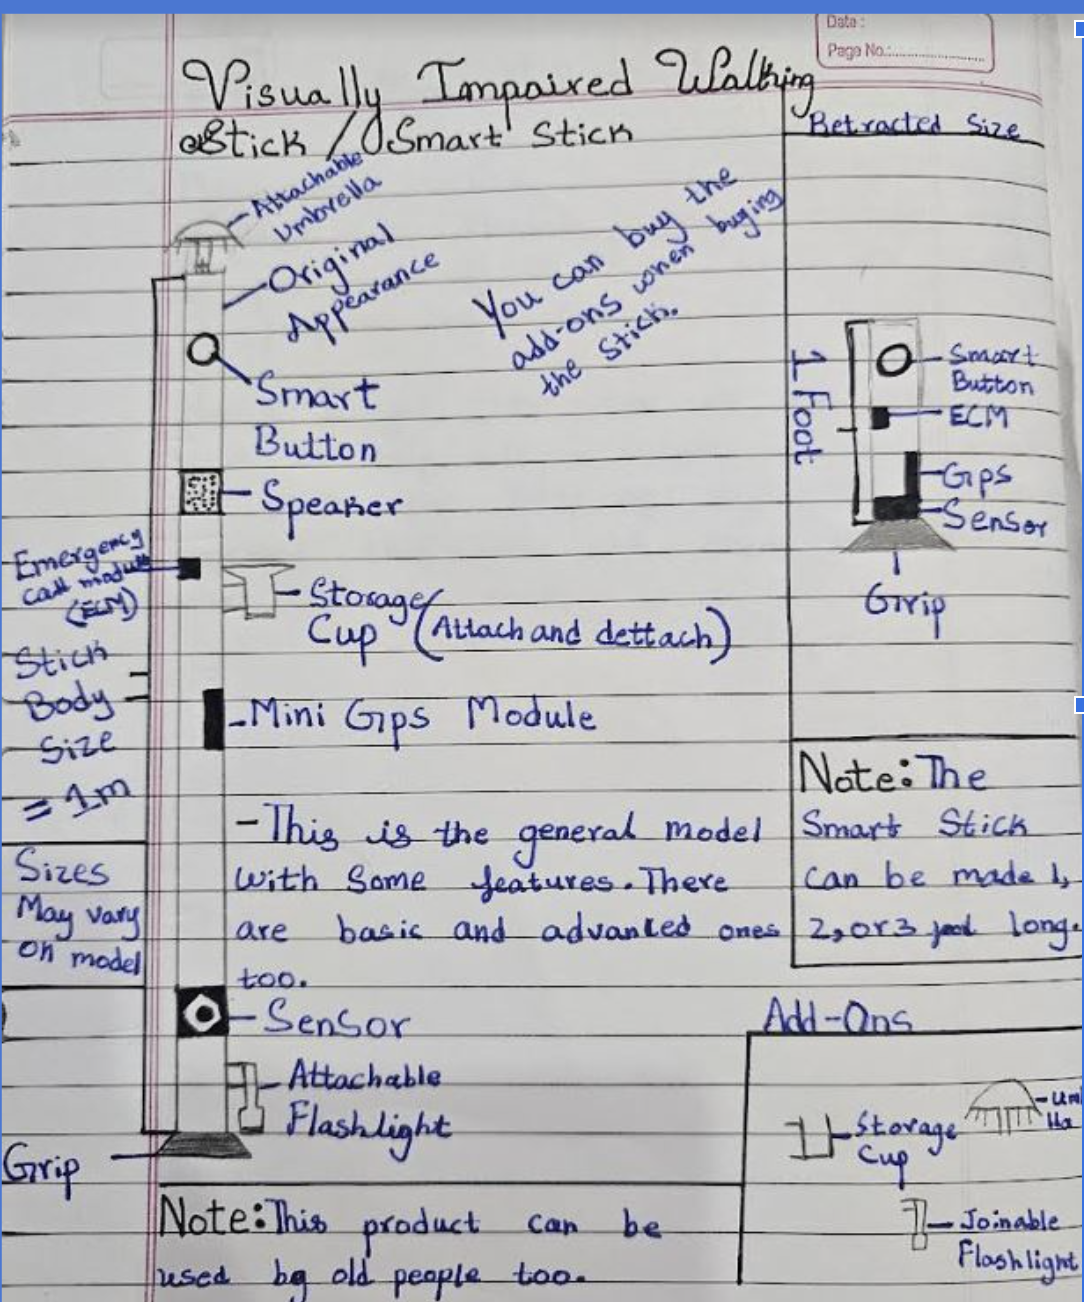 Date:
Page No.:
Visually Impaired Walking
Stick / Smart Stick
Attachable
Umbrella
Original
Appearance
You can buy the
add-ons when buying
the Stick.
Smart
Button
Speaker
Emergency
call module
(ECM)
Storage
Cup (Attach and dettach)
Stick
Body
Size
= 1m
Mini Gps Module
Sizes
May vary
on model
-This is the general model
with Some features. There
are basic and advanced ones
too.
Sensor
Attachable
Flashlight
Grip
Note: This product can be
used by old people too.
Retracted Size
1 Foot
Smart
Button
ECM
Gps
Sensor
Grip
Note: The
Smart Stick
can be made 1,
2, or 3 long.
Add-Ons
Storage
Cup
Joinable
Flashlight